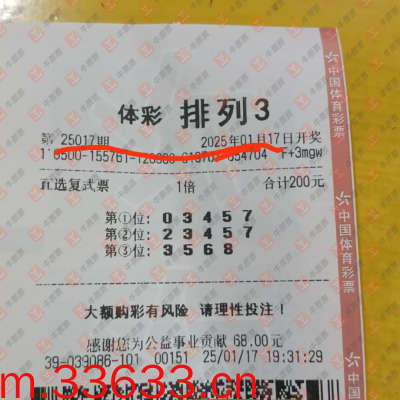 体彩 排列3
第 25017期 2025年01月17日开奖
F+3mgw
直选复式票 1倍 合计200元
第①位: 0 3 4 5 7
第②位: 2 3 4 5 7
第③位: 3 5 6 8
大额购彩有风险 请理性投注！
感谢您为公益事业贡献 68.00元
39-039086-101 00151 25/01/17 19:31:29
m.33633.cn
中国体育彩票
中国体育彩票